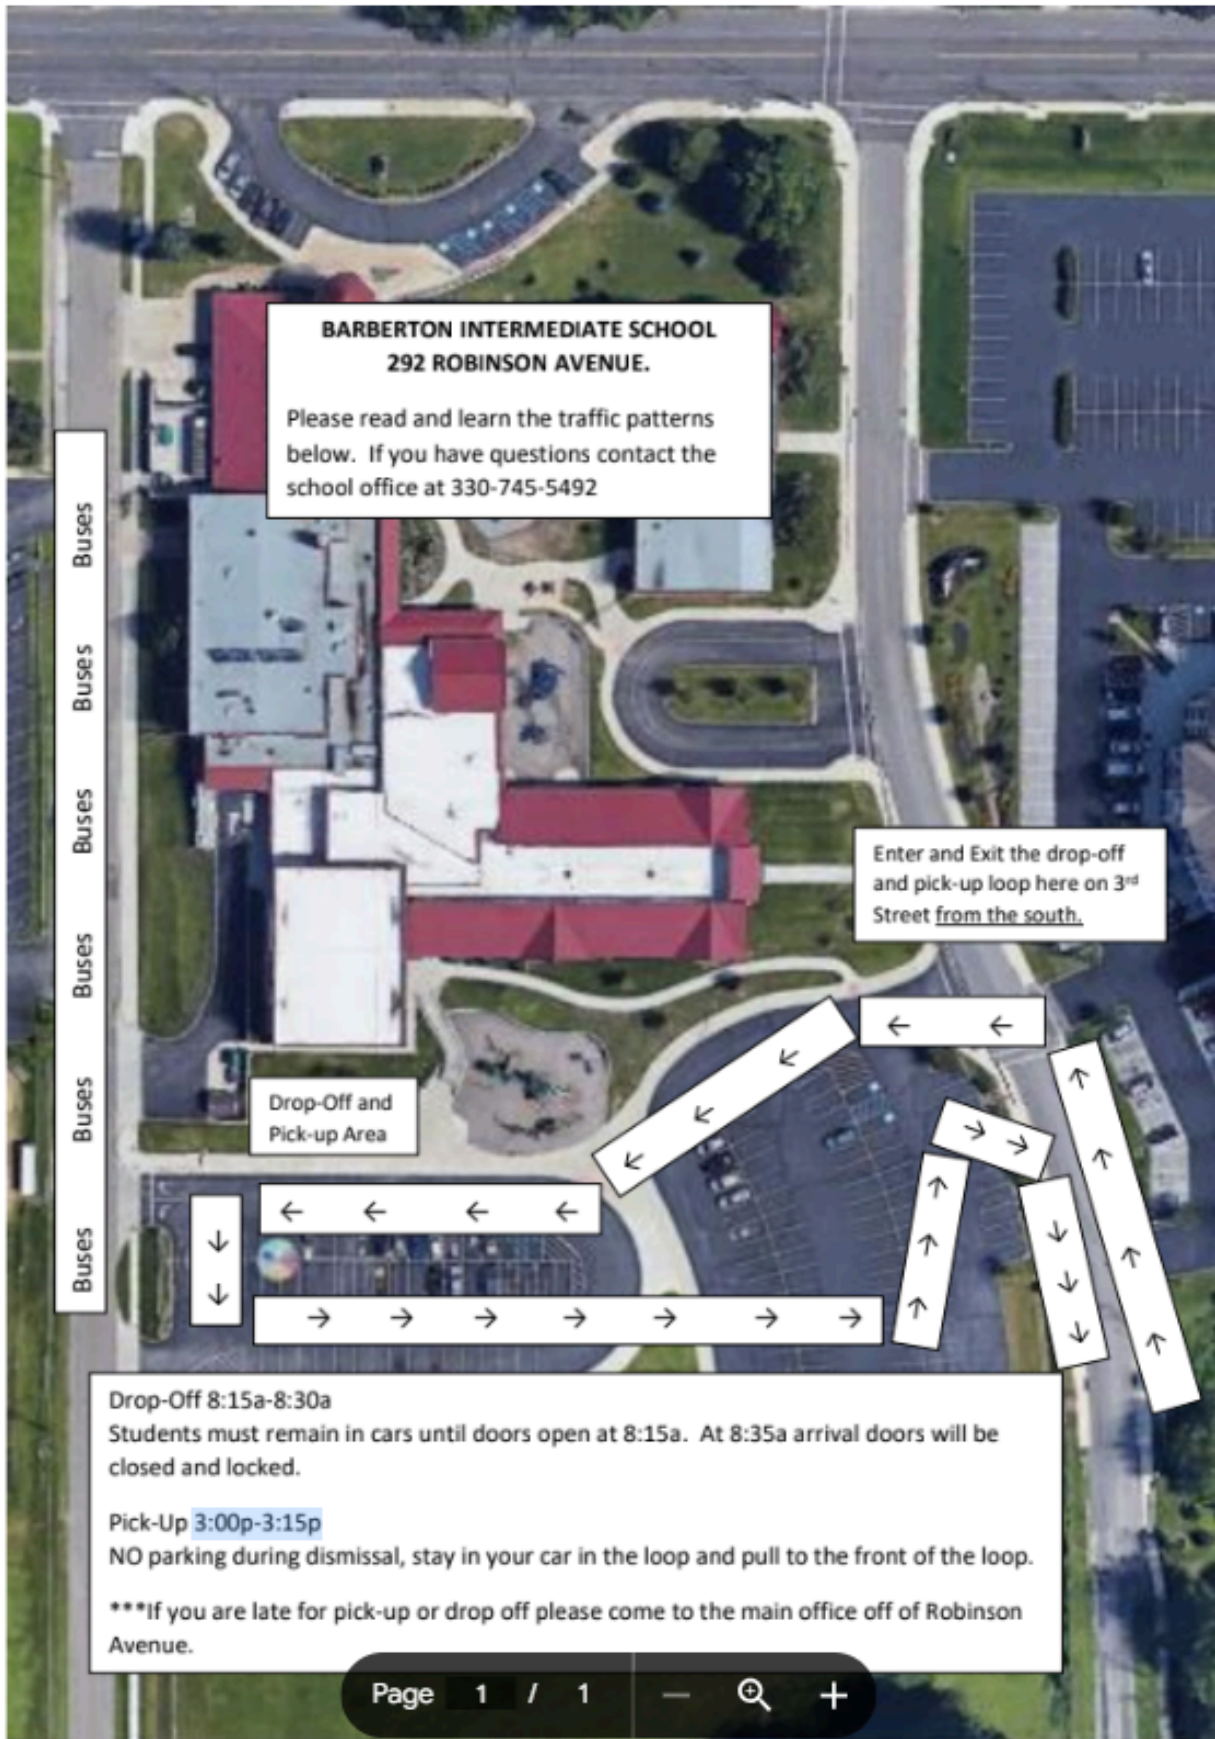 BARBERTON INTERMEDIATE SCHOOL
292 ROBINSON AVENUE.
Please read and learn the traffic patterns
below.  If you have questions contact the
school office at 330-745-5492
Buses
Buses
Buses
Buses
Buses
Buses
Enter and Exit the drop-off
and pick-up loop here on 3rd
Street from the south.
Drop-Off and
Pick-up Area
← ←
← ← ←
← ← ← ←
↓ ↓
→ → → → → → →
↑ ↑ ↑
→ →
↓ ↓ ↓
↑ ↑ ↑ ↑
Drop-Off 8:15a-8:30a
Students must remain in cars until doors open at 8:15a.  At 8:35a arrival doors will be
closed and locked.
Pick-Up 3:00p-3:15p
NO parking during dismissal, stay in your car in the loop and pull to the front of the loop.
***If you are late for pick-up or drop off please come to the main office off of Robinson
Avenue.
Page 1 / 1 − +